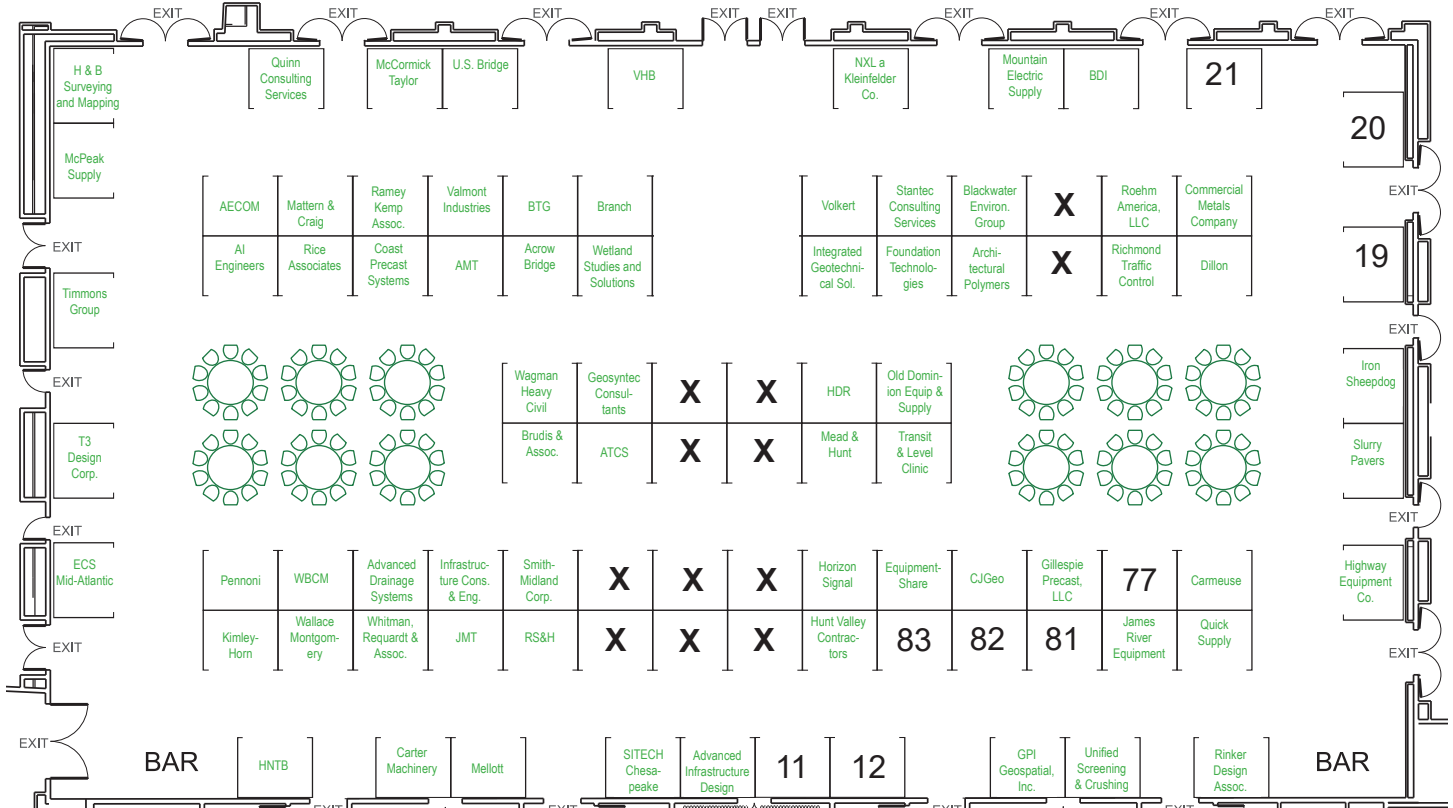 EXIT
EXIT
EXIT
EXIT
EXIT
EXIT
EXIT
EXIT
H & B
Surveying
and Mapping
Quinn
Consulting
Services
McCormick
Taylor
U.S. Bridge
VHB
NXL a
Kleinfelder
Co.
Mountain
Electric
Supply
BDI
21
20
McPeak
Supply
EXIT
AECOM
Mattern &
Craig
Ramey
Kemp
Assoc.
Valmont
Industries
BTG
Branch
Volkert
Stantec
Consulting
Services
Blackwater
Environ.
Group
X
Roehm
America,
LLC
Commercial
Metals
Company
EXIT
AI
Engineers
Rice
Associates
Coast
Precast
Systems
AMT
Acrow
Bridge
Wetland
Studies and
Solutions
Integrated
Geotechni-
cal Sol.
Foundation
Technolo-
gies
Archi-
tectural
Polymers
X
Richmond
Traffic
Control
Dillon
19
Timmons
Group
EXIT
EXIT
Wagman
Heavy
Civil
Geosyntec
Consul-
tants
X
X
HDR
Old Domin-
ion Equip &
Supply
Iron
Sheepdog
T3
Design
Corp.
Brudis &
Assoc.
ATCS
X
X
Mead &
Hunt
Transit
& Level
Clinic
Slurry
Pavers
EXIT
EXIT
ECS
Mid-Atlantic
Pennoni
WBCM
Advanced
Drainage
Systems
Infrastruc-
ture Cons.
& Eng.
Smith-
Midland
Corp.
X
X
X
Horizon
Signal
Equipment-
Share
CJGeo
Gillespie
Precast,
LLC
77
Carmeuse
Highway
Equipment
Co.
EXIT
Kimley-
Horn
Wallace
Montgom-
ery
Whitman,
Requardt &
Assoc.
JMT
RS&H
X
X
X
Hunt Valley
Contrac-
tors
83
82
81
James
River
Equipment
Quick
Supply
EXIT
EXIT
BAR
HNTB
Carter
Machinery
Mellott
SITECH
Chesa-
peake
Advanced
Infrastructure
Design
11
12
GPI
Geospatial,
Inc.
Unified
Screening
& Crushing
Rinker
Design
Assoc.
BAR
EXIT
EXIT
EXIT
EXIT